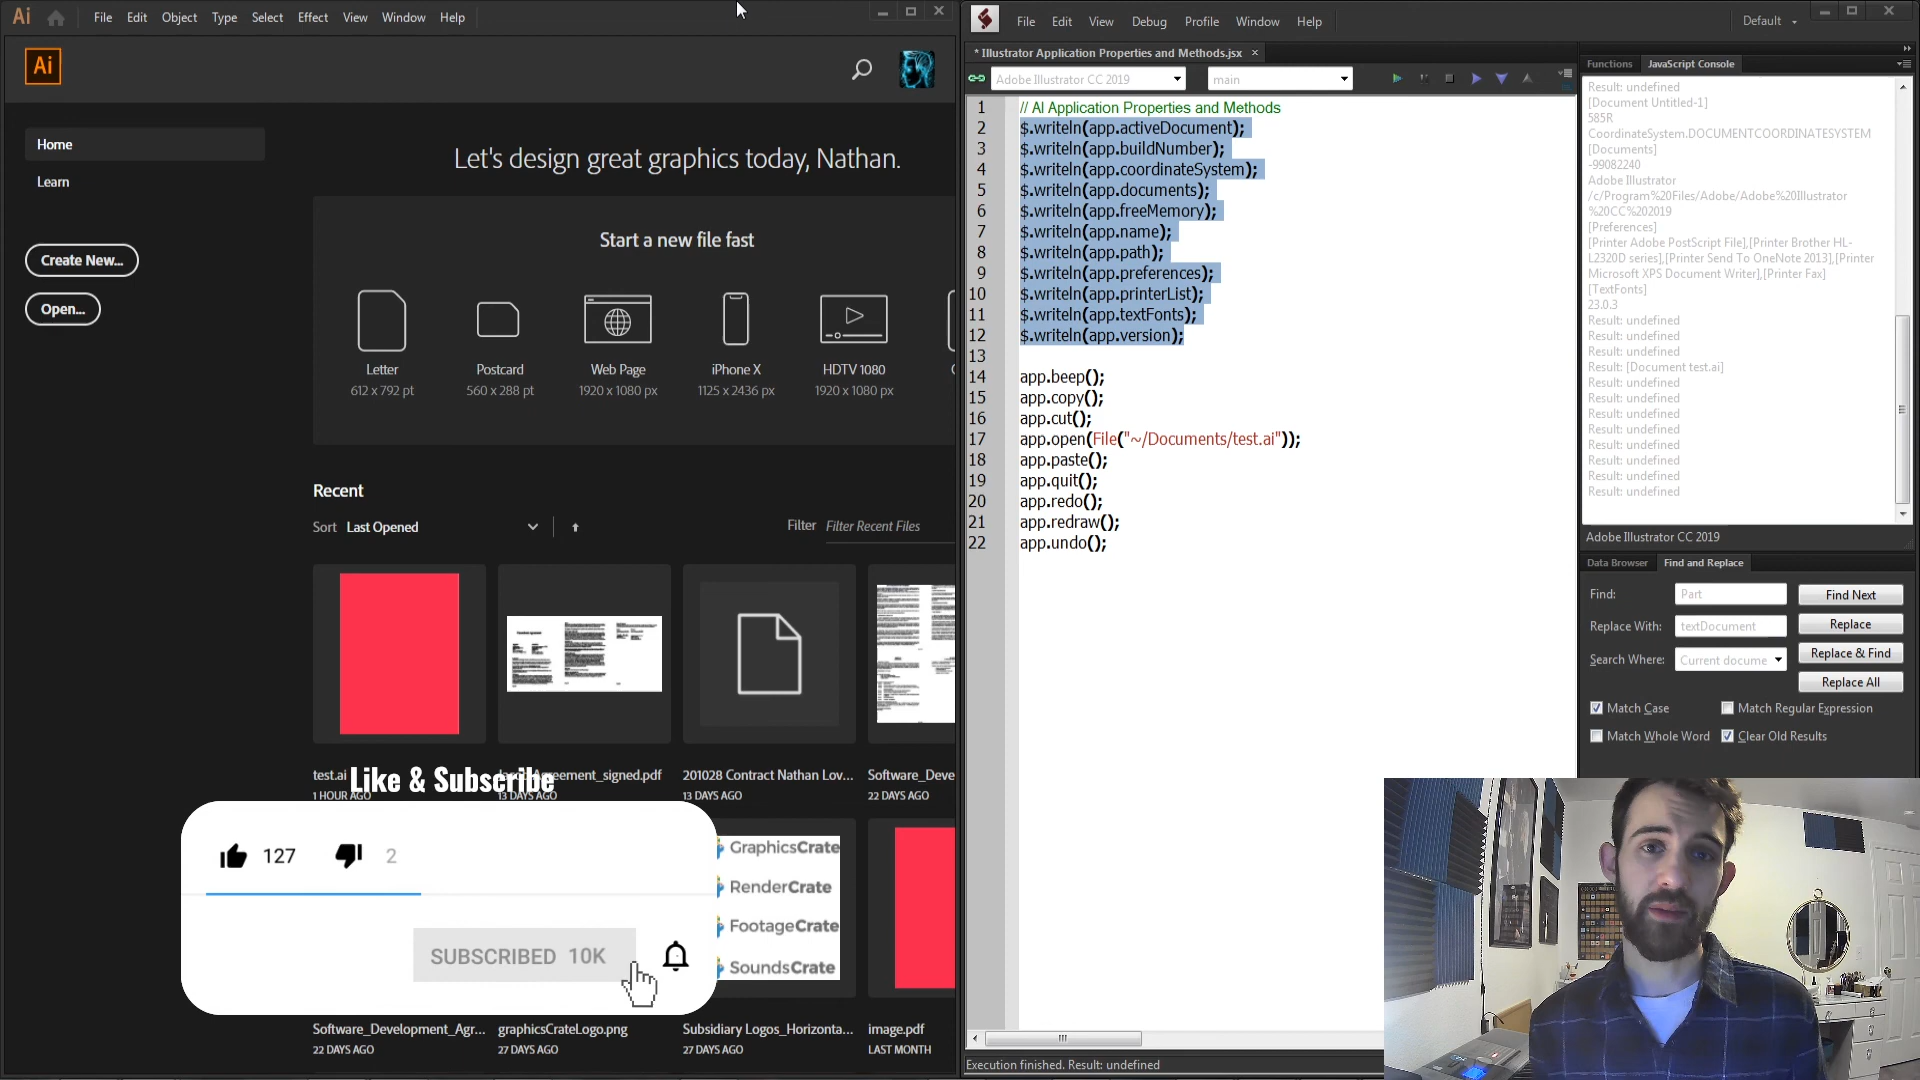 Ai
File Edit Object Type Select Effect View Window Help
Ai
Home
Learn
Create New...
Open...
Let's design great graphics today, Nathan.
Start a new file fast
Letter
612 x 792 pt
Postcard
560 x 288 pt
Web Page
1920 x 1080 px
iPhone X
1125 x 2436 px
HDTV 1080
1920 x 1080 px
Recent
Sort Last Opened
Filter Filter Recent Files
test.ai
1 HOUR AGO
Agreement_signed.pdf
13 DAYS AGO
201028 Contract Nathan Lov...
13 DAYS AGO
Software_Deve
22 DAYS AGO
Like & Subscribe
127
2
SUBSCRIBED 10K
GraphicsCrate
RenderCrate
FootageCrate
SoundsCrate
Software_Development_Agr...
22 DAYS AGO
graphicsCrateLogo.png
27 DAYS AGO
Subsidiary Logos_Horizonta...
27 DAYS AGO
image.pdf
LAST MONTH
File Edit View Debug Profile Window Help
Default
* Illustrator Application Properties and Methods.jsx
Adobe Illustrator CC 2019
main
1 // AI Application Properties and Methods
2 $.writeln(app.activeDocument);
3 $.writeln(app.buildNumber);
4 $.writeln(app.coordinateSystem);
5 $.writeln(app.documents);
6 $.writeln(app.freeMemory);
7 $.writeln(app.name);
8 $.writeln(app.path);
9 $.writeln(app.preferences);
10 $.writeln(app.printerList);
11 $.writeln(app.textFonts);
12 $.writeln(app.version);
13
14 app.beep();
15 app.copy();
16 app.cut();
17 app.open(File("~/Documents/test.ai"));
18 app.paste();
19 app.quit();
20 app.redo();
21 app.redraw();
22 app.undo();
Execution finished. Result: undefined
Functions JavaScript Console
Result: undefined
[Document Untitled-1]
585R
CoordinateSystem.DOCUMENTCOORDINATESYSTEM
[Documents]
-99082240
Adobe Illustrator
/c/Program%20Files/Adobe/Adobe%20Illustrator
%20CC%202019
[Preferences]
[Printer Adobe PostScript File],[Printer Brother HL-
L2320D series],[Printer Send To OneNote 2013],[Printer
Microsoft XPS Document Writer],[Printer Fax]
[TextFonts]
23.0.3
Result: undefined
Result: undefined
Result: undefined
Result: [Document test.ai]
Result: undefined
Result: undefined
Result: undefined
Result: undefined
Result: undefined
Result: undefined
Result: undefined
Result: undefined
Adobe Illustrator CC 2019
Data Browser Find and Replace
Find: Part Find Next
Replace With: textDocument Replace
Search Where: Current docume Replace & Find
Replace All
Match Case Match Regular Expression
Match Whole Word Clear Old Results